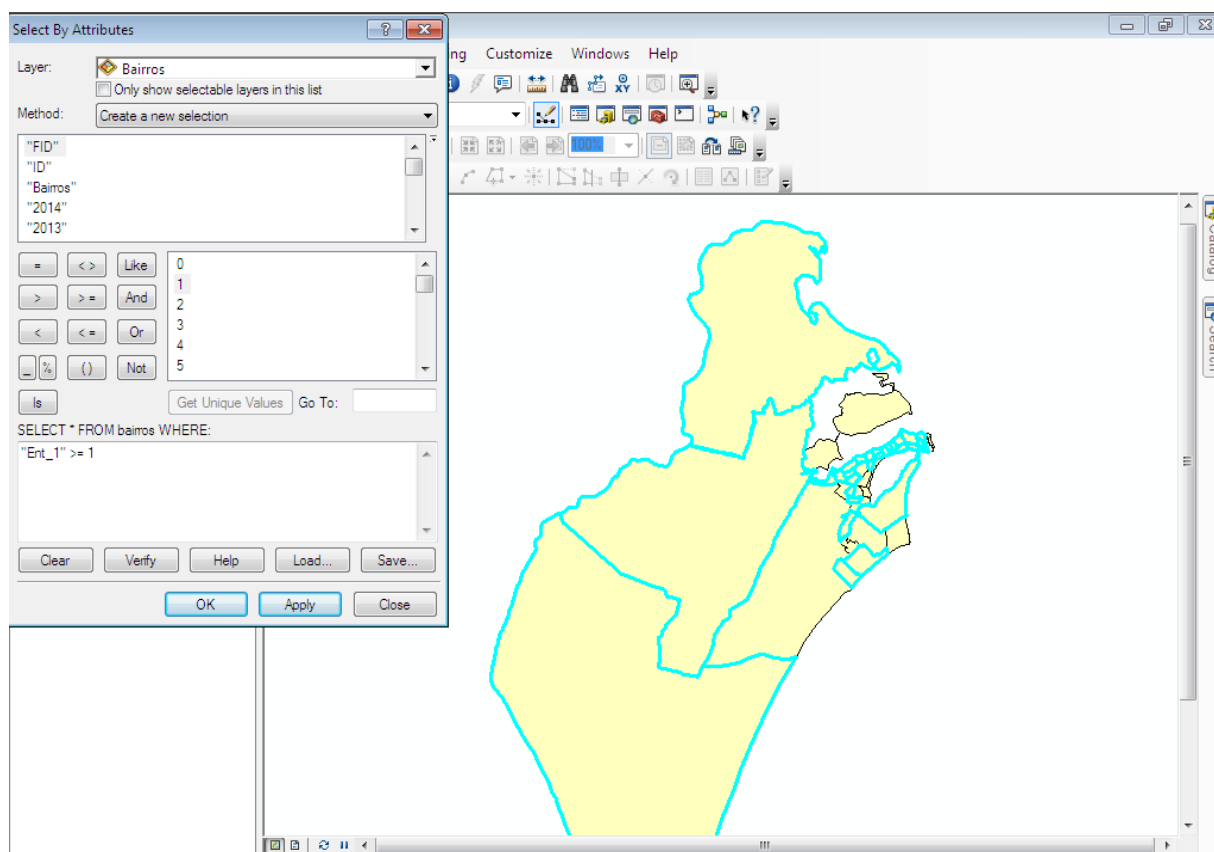 Select By Attributes
ng Customize Windows Help
Layer: Bairros
Only show selectable layers in this list
Method: Create a new selection
"FID"
"ID"
"Bairros"
"2014"
"2013"
100%
XY
= <> Like
> >= And
< <= Or
_ % () Not
Is
0
1
2
3
4
5
Get Unique Values Go To:
SELECT * FROM bairros WHERE:
"Ent_1" >= 1
Clear Verify Help Load... Save...
OK Apply Close
Catalog
Search